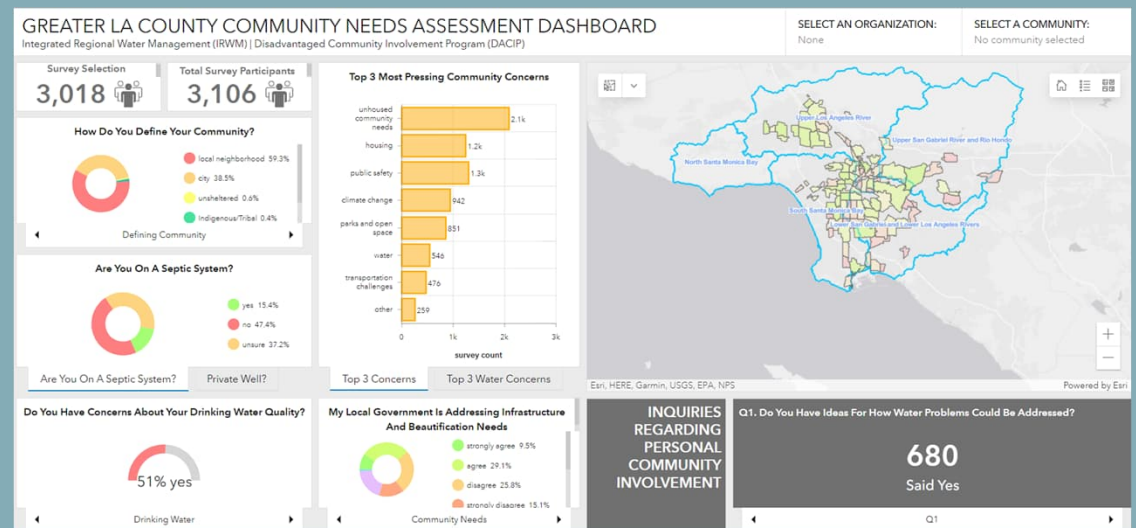 GREATER LA COUNTY COMMUNITY NEEDS ASSESSMENT DASHBOARD
Integrated Regional Water Management (IRWM) | Disadvantaged Community Involvement Program (DACIP)
SELECT AN ORGANIZATION:
None
SELECT A COMMUNITY:
No community selected
Survey Selection
3,018
Total Survey Participants
3,106
How Do You Define Your Community?
local neighborhood 59.3%
city 38.5%
unsheltered 0.6%
Indigenous/Tribal 0.4%
Defining Community
Are You On A Septic System?
yes 15.4%
no 47.4%
unsure 37.2%
Are You On A Septic System?
Private Well?
Top 3 Most Pressing Community Concerns
unhoused
community
needs
2.1k
housing
1.2k
public safety
1.3k
climate change
942
parks and open
space
851
water
546
transportation
challenges
476
other
259
0
1k
2k
3k
survey count
Top 3 Concerns
Top 3 Water Concerns
Upper Los Angeles River
Upper San Gabriel River and Rio Hondo
North Santa Monica Bay
South Santa Monica Bay
Lower San Gabriel and Lower Los Angeles Rivers
Esri, HERE, Garmin, USGS, EPA, NPS
Powered by Esri
Do You Have Concerns About Your Drinking Water Quality?
51% yes
Drinking Water
My Local Government Is Addressing Infrastructure
And Beautification Needs
strongly agree 9.5%
agree 29.1%
disagree 25.8%
strongly disagree 15.1%
Community Needs
INQUIRIES
REGARDING
PERSONAL
COMMUNITY
INVOLVEMENT
Q1. Do You Have Ideas For How Water Problems Could Be Addressed?
680
Said Yes
Q1